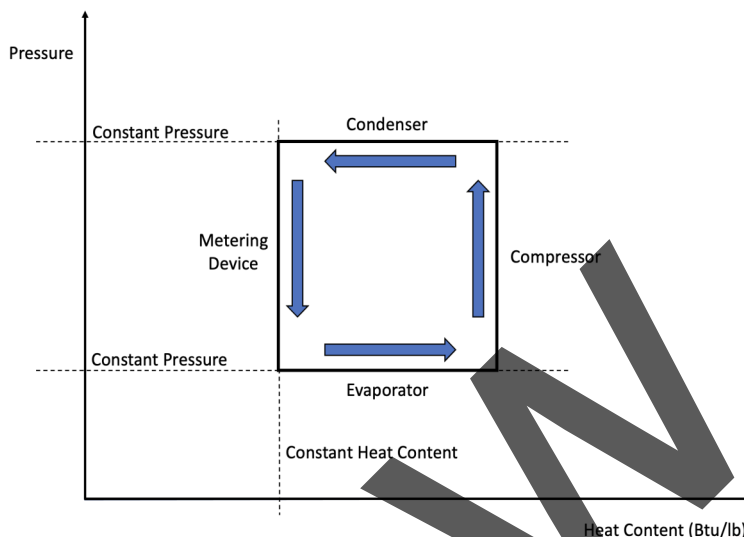 Pressure
Condenser
Constant Pressure
Metering
Device
Compressor
Constant Pressure
Evaporator
Constant Heat Content
Heat Content (Btu/lb)